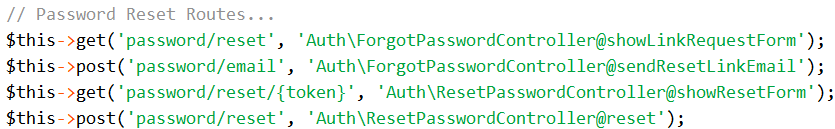 // Password Reset Routes...
$this->get('password/reset', 'Auth\ForgotPasswordController@showLinkRequestForm');
$this->post('password/email', 'Auth\ForgotPasswordController@sendResetLinkEmail');
$this->get('password/reset/{token}', 'Auth\ResetPasswordController@showResetForm');
$this->post('password/reset', 'Auth\ResetPasswordController@reset');